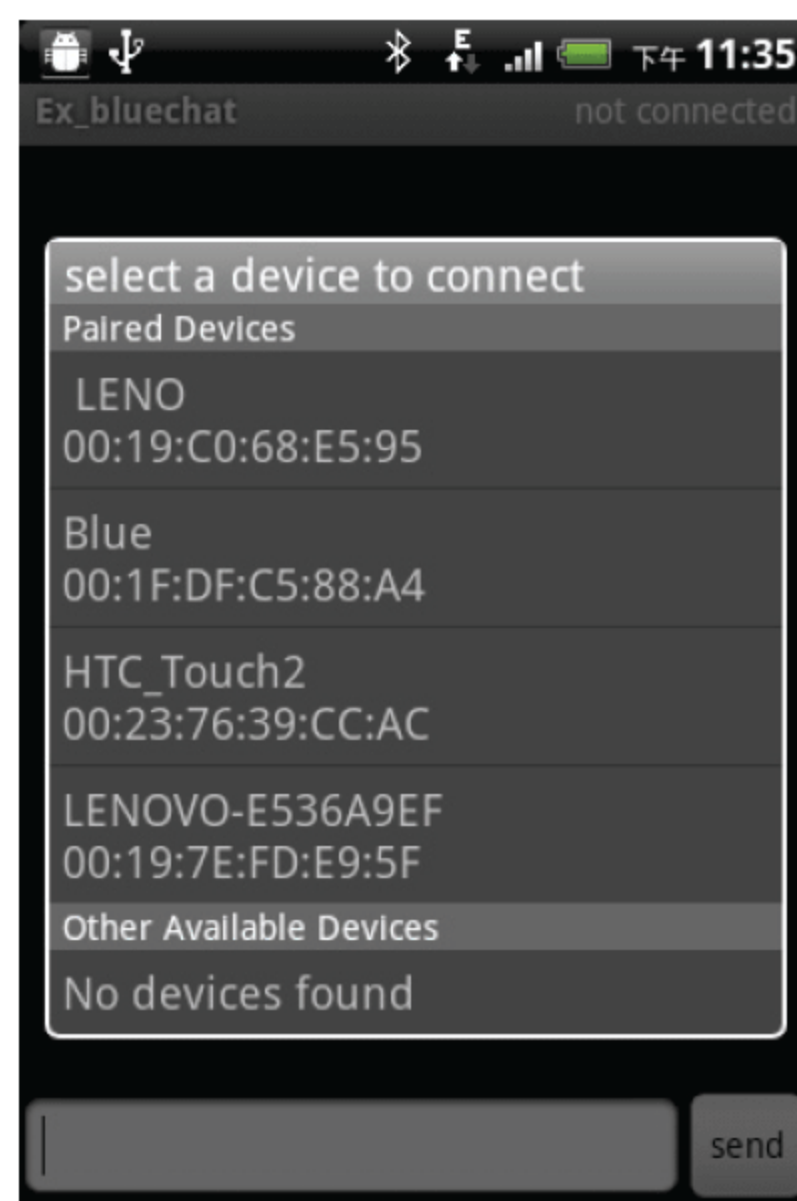 E 下午 11:35
Ex_bluechat not connected
select a device to connect
Paired Devices
LENO
00:19:C0:68:E5:95
Blue
00:1F:DF:C5:88:A4
HTC_Touch2
00:23:76:39:CC:AC
LENOVO-E536A9EF
00:19:7E:FD:E9:5F
Other Available Devices
No devices found
send